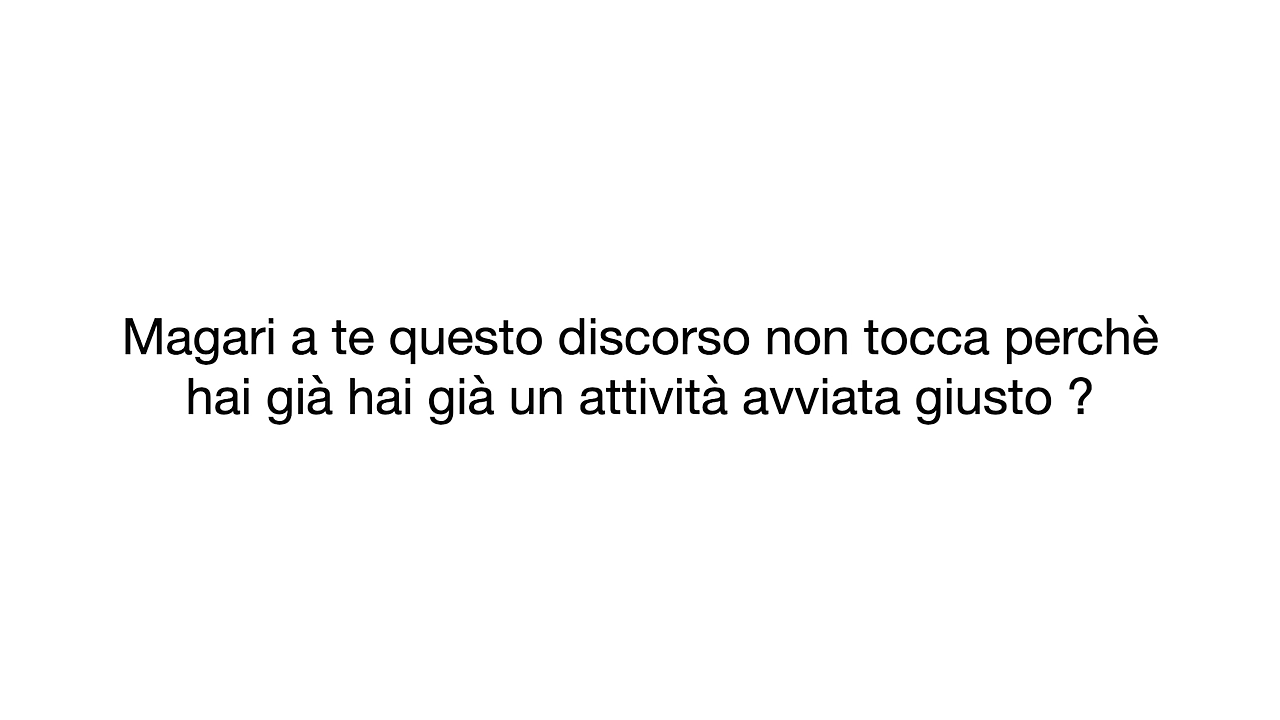 Magari a te questo discorso non tocca perchè
hai già hai già un attività avviata giusto ?